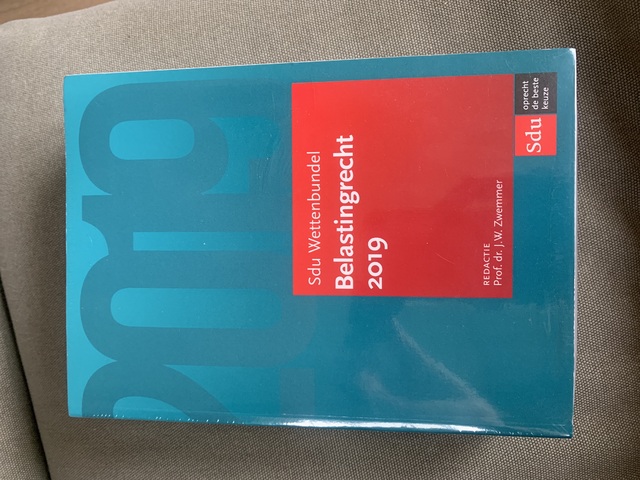 2019
Sdu Wettenbundel
Belastingrecht
2019
REDACTIE
Prof. dr. J.W. Zwemmer
Sdu
oprecht
de beste
keuze